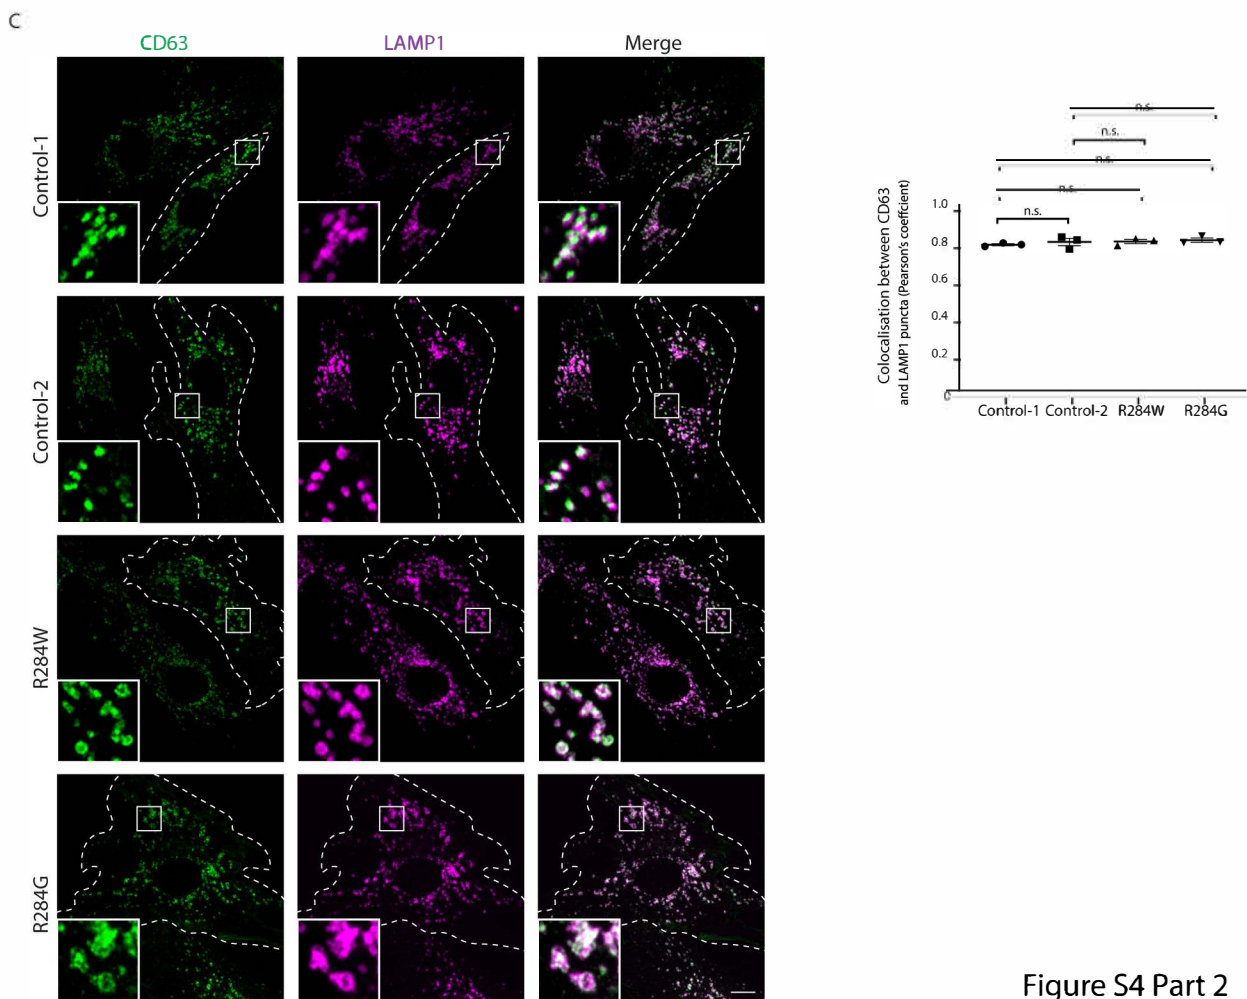 C
CD63 LAMP1 Merge
Control-1
Control-2
R284W
R284G
n.s.
n.s.
n.s.
n.s.
n.s.
1.0
0.8
0.6
0.4
0.2
0
Colocalisation between CD63
and LAMP1 puncta (Pearson's coeffcient)
Control-1 Control-2 R284W R284G
Figure S4 Part 2